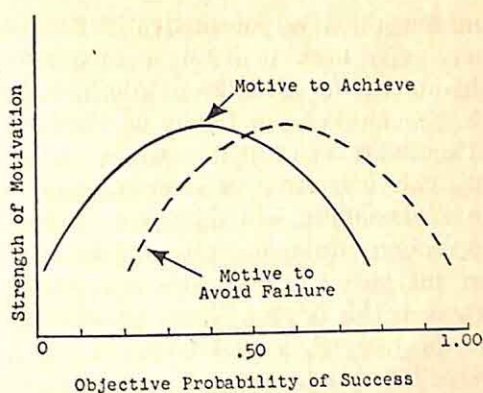 Motive to Achieve
Strength of Motivation
Motive to
Avoid Failure
0 .50 1.00
Objective Probability of Success